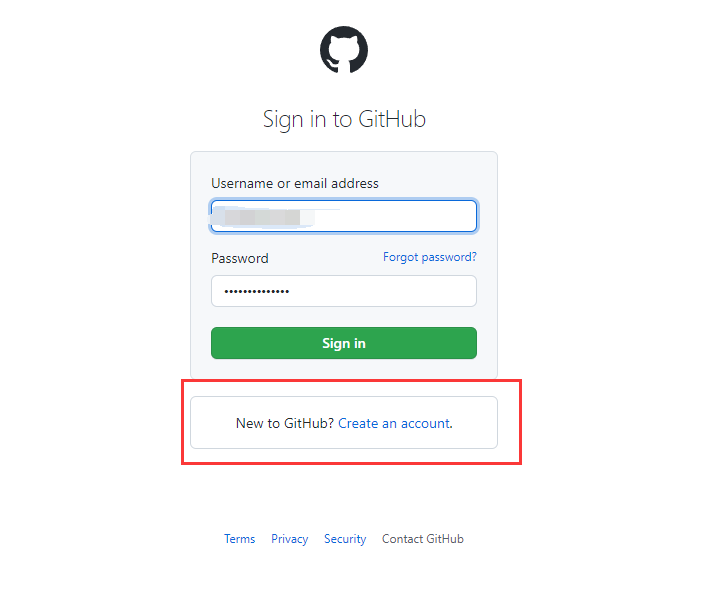 Sign in to GitHub
Username or email address
Password Forgot password?
Sign in
New to GitHub? Create an account.
Terms Privacy Security Contact GitHub